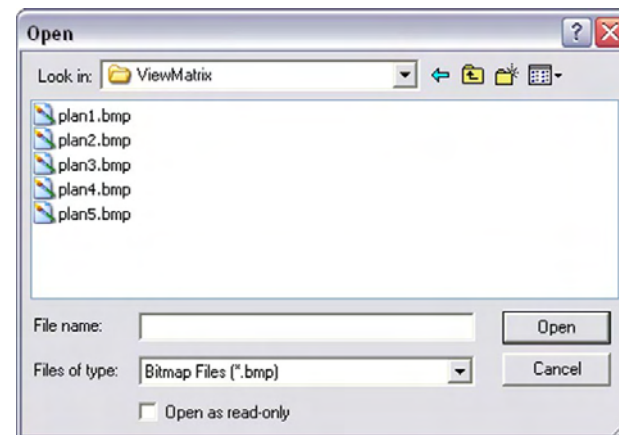 Open
Look in: ViewMatrix
plan1.bmp
plan2.bmp
plan3.bmp
plan4.bmp
plan5.bmp
File name: Open
Files of type: Bitmap Files (*.bmp) Cancel
Open as read-only